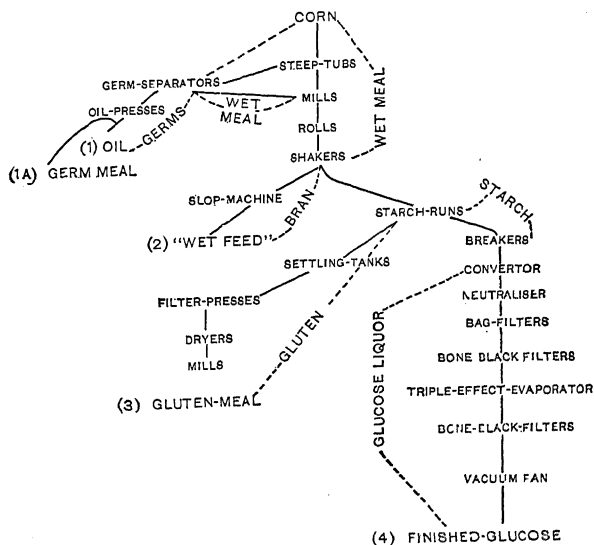 CORN
STEEP-TUBS
GERM-SEPARATORS
MILLS
WET MEAL
WET
MEAL
OIL-PRESSES
GERMS
ROLLS
(1) OIL
SHAKERS
(1A) GERM MEAL
SLOP-MACHINE
BRAN
STARCH-RUNS
STARCH
(2) "WET FEED"
BREAKERS
SETTLING-TANKS
CONVERTOR
NEUTRALISER
FILTER-PRESSES
BAG-FILTERS
GLUTEN
GLUCOSE LIQUOR
DRYERS
BONE BLACK FILTERS
MILLS
TRIPLE-EFFECT-EVAPORATOR
(3) GLUTEN-MEAL
BONE-BLACK-FILTERS
VACUUM FAN
(4) FINISHED-GLUCOSE